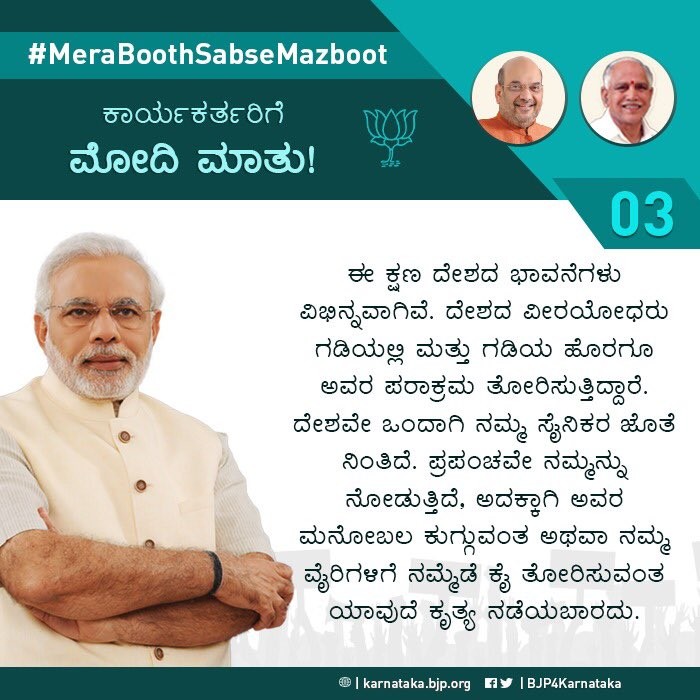 #MeraBoothSabseMazboot
ಕಾರ್ಯಕರ್ತರಿಗೆ
ಮೋದಿ ಮಾತು!
03
ಈ ಕ್ಷಣ ದೇಶದ ಭಾವನೆಗಳು
ವಿಭಿನ್ನವಾಗಿವೆ. ದೇಶದ ವೀರಯೋಧರು
ಗಡಿಯಲ್ಲಿ ಮತ್ತು ಗಡಿಯ ಹೊರಗೂ
ಅವರ ಪರಾಕ್ರಮ ತೋರಿಸುತ್ತಿದ್ದಾರೆ.
ದೇಶವೇ ಒಂದಾಗಿ ನಮ್ಮ ಸೈನಿಕರ ಜೊತೆ
ನಿಂತಿದೆ. ಪ್ರಪಂಚವೇ ನಮ್ಮನ್ನು
ನೋಡುತ್ತಿದೆ, ಅದಕ್ಕಾಗಿ ಅವರ
ಮನೋಬಲ ಕುಗ್ಗುವಂತ ಅಥವಾ ನಮ್ಮ
ವೈರಿಗಳಿಗೆ ನಮ್ಮೆಡೆ ಕೈ ತೋರಿಸುವಂತ
ಯಾವುದೆ ಕೃತ್ಯ ನಡೆಯಬಾರದು.
| karnataka.bjp.org | BJP4Karnataka